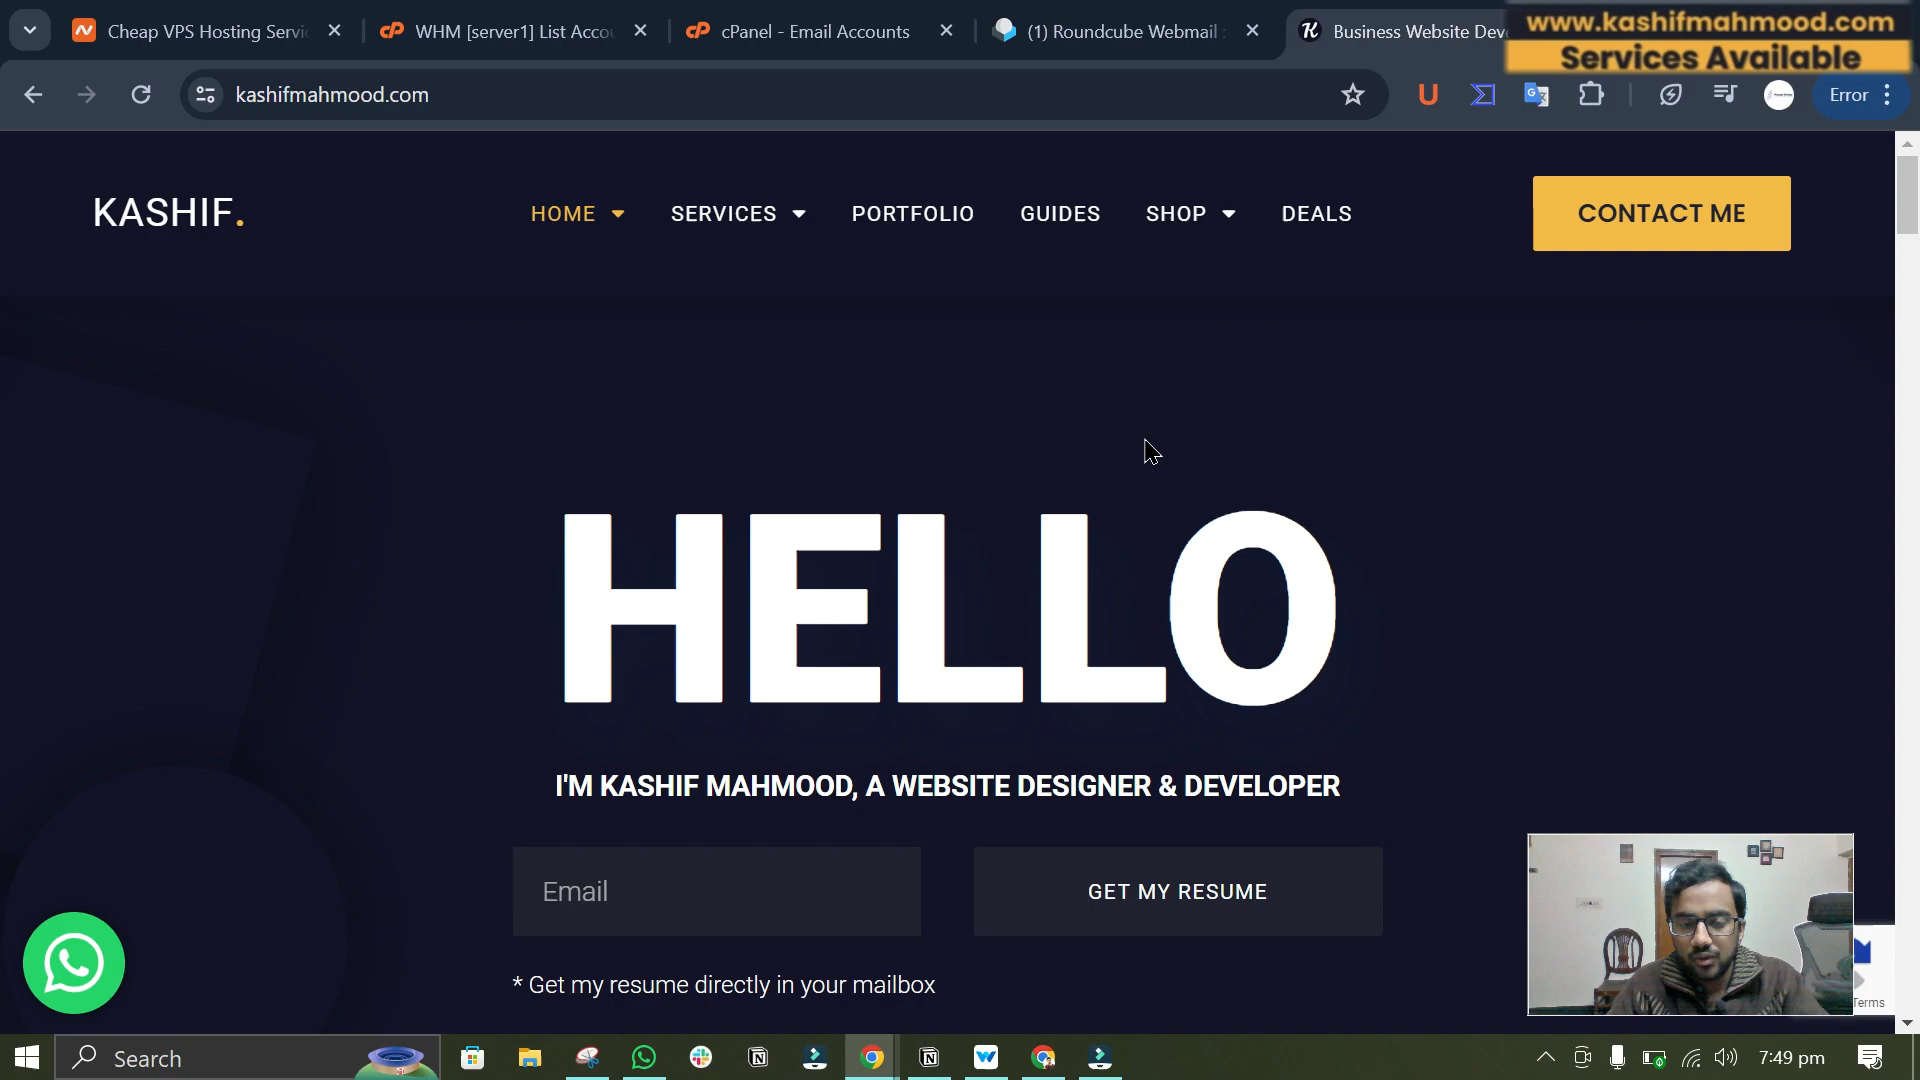 Cheap VPS Hosting Servi
WHM [server1] List Accou
cPanel - Email Accounts
(1) Roundcube Webmail :
Business Website Dev
www.kashifmahmood.com
Services Available
kashifmahmood.com
Error
KASHIF.
HOME
SERVICES
PORTFOLIO
GUIDES
SHOP
DEALS
CONTACT ME
HELLO
I'M KASHIF MAHMOOD, A WEBSITE DESIGNER & DEVELOPER
Email
GET MY RESUME
* Get my resume directly in your mailbox
Terms
Search
7:49 pm